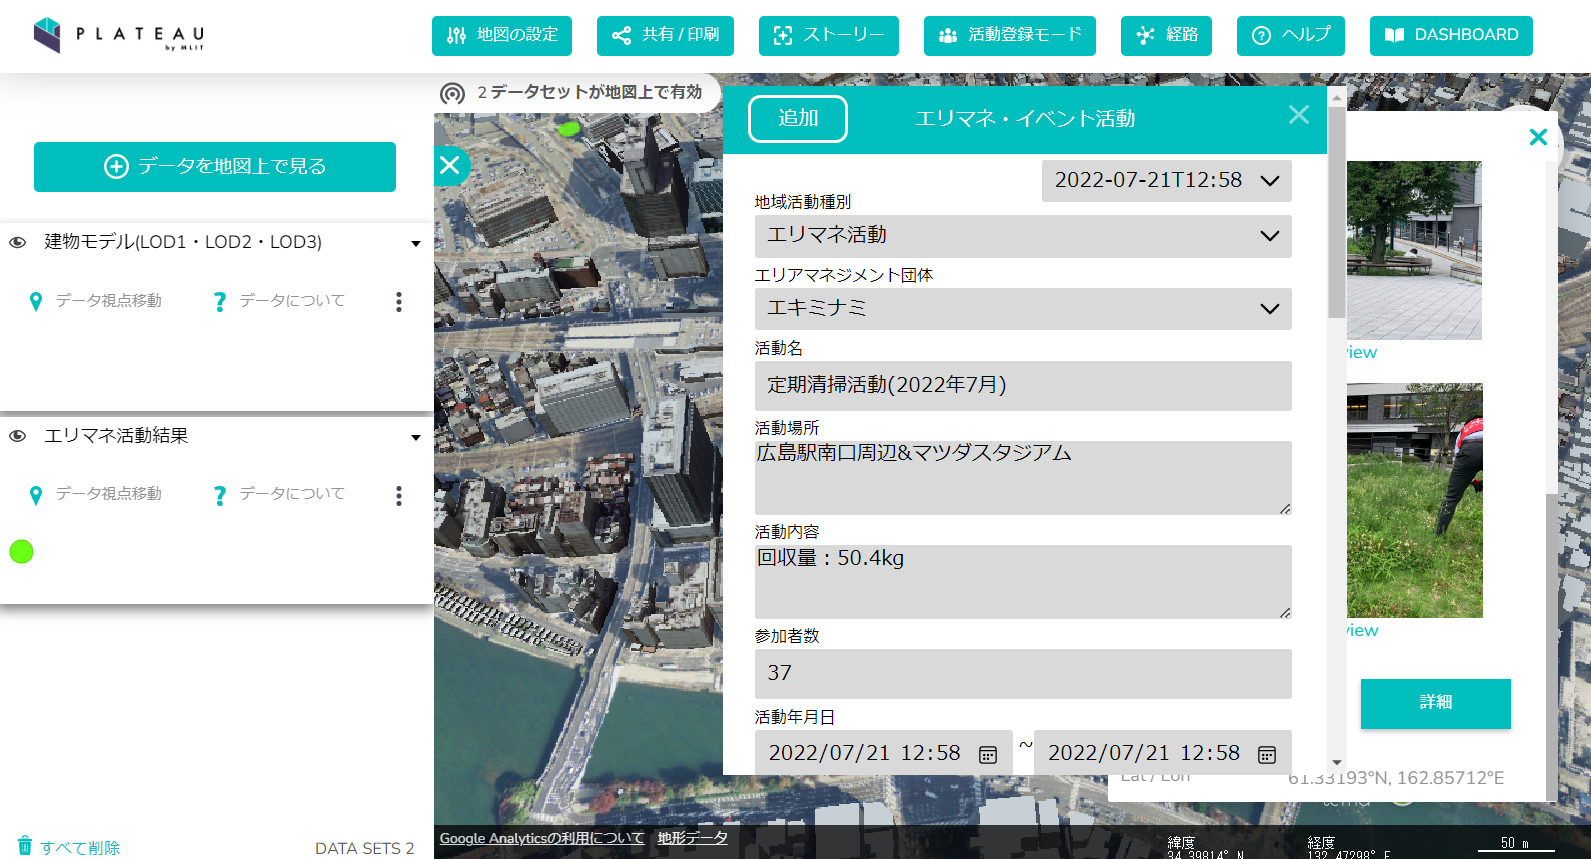 PLATEAU
by MLIT
地図の設定
共有 / 印刷
ストーリー
活動登録モード
経路
ヘルプ
DASHBOARD
2 データセットが地図上で有効
データを地図上で見る
建物モデル(LOD1・LOD2・LOD3)
データ視点移動
データについて
エリマネ活動結果
データ視点移動
データについて
すべて削除
DATA SETS 2
追加
エリマネ・イベント活動
2022-07-21T12:58
地域活動種別
エリマネ活動
エリアマネジメント団体
エキミナミ
活動名
定期清掃活動(2022年7月)
活動場所
広島駅南口周辺&マツダスタジアム
活動内容
回収量：50.4kg
参加者数
37
活動年月日
2022/07/21 12:58
~
2022/07/21 12:58
view
view
詳細
Lat / Lon
61.33193°N, 162.85712°E
Google Analyticsの利用について
地形データ
緯度
34.39814° N
経度
132.47298° E
50 m